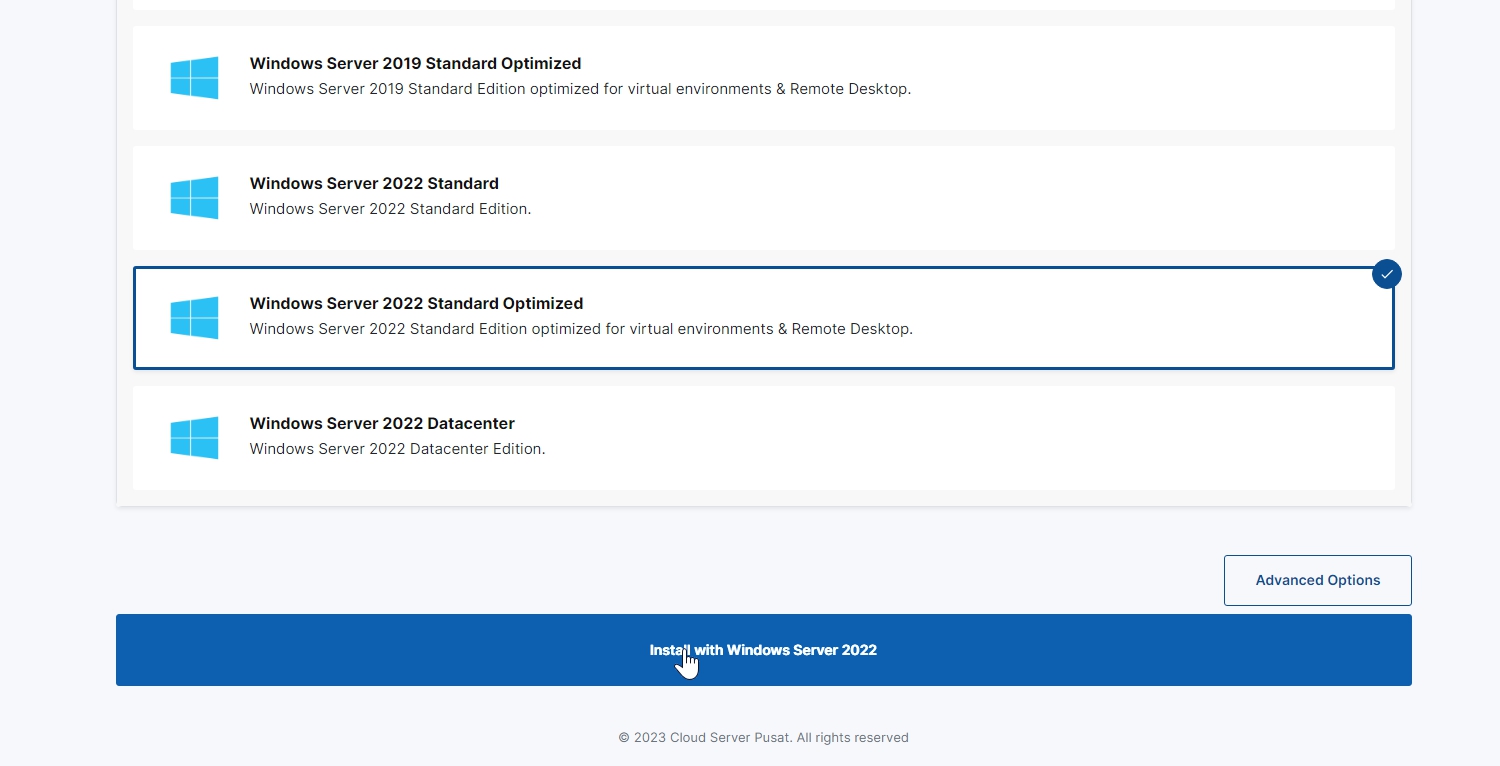 Windows Server 2019 Standard Optimized
Windows Server 2019 Standard Edition optimized for virtual environments & Remote Desktop.
Windows Server 2022 Standard
Windows Server 2022 Standard Edition.
Windows Server 2022 Standard Optimized
Windows Server 2022 Standard Edition optimized for virtual environments & Remote Desktop.
Windows Server 2022 Datacenter
Windows Server 2022 Datacenter Edition.
Advanced Options
Install with Windows Server 2022
© 2023 Cloud Server Pusat. All rights reserved